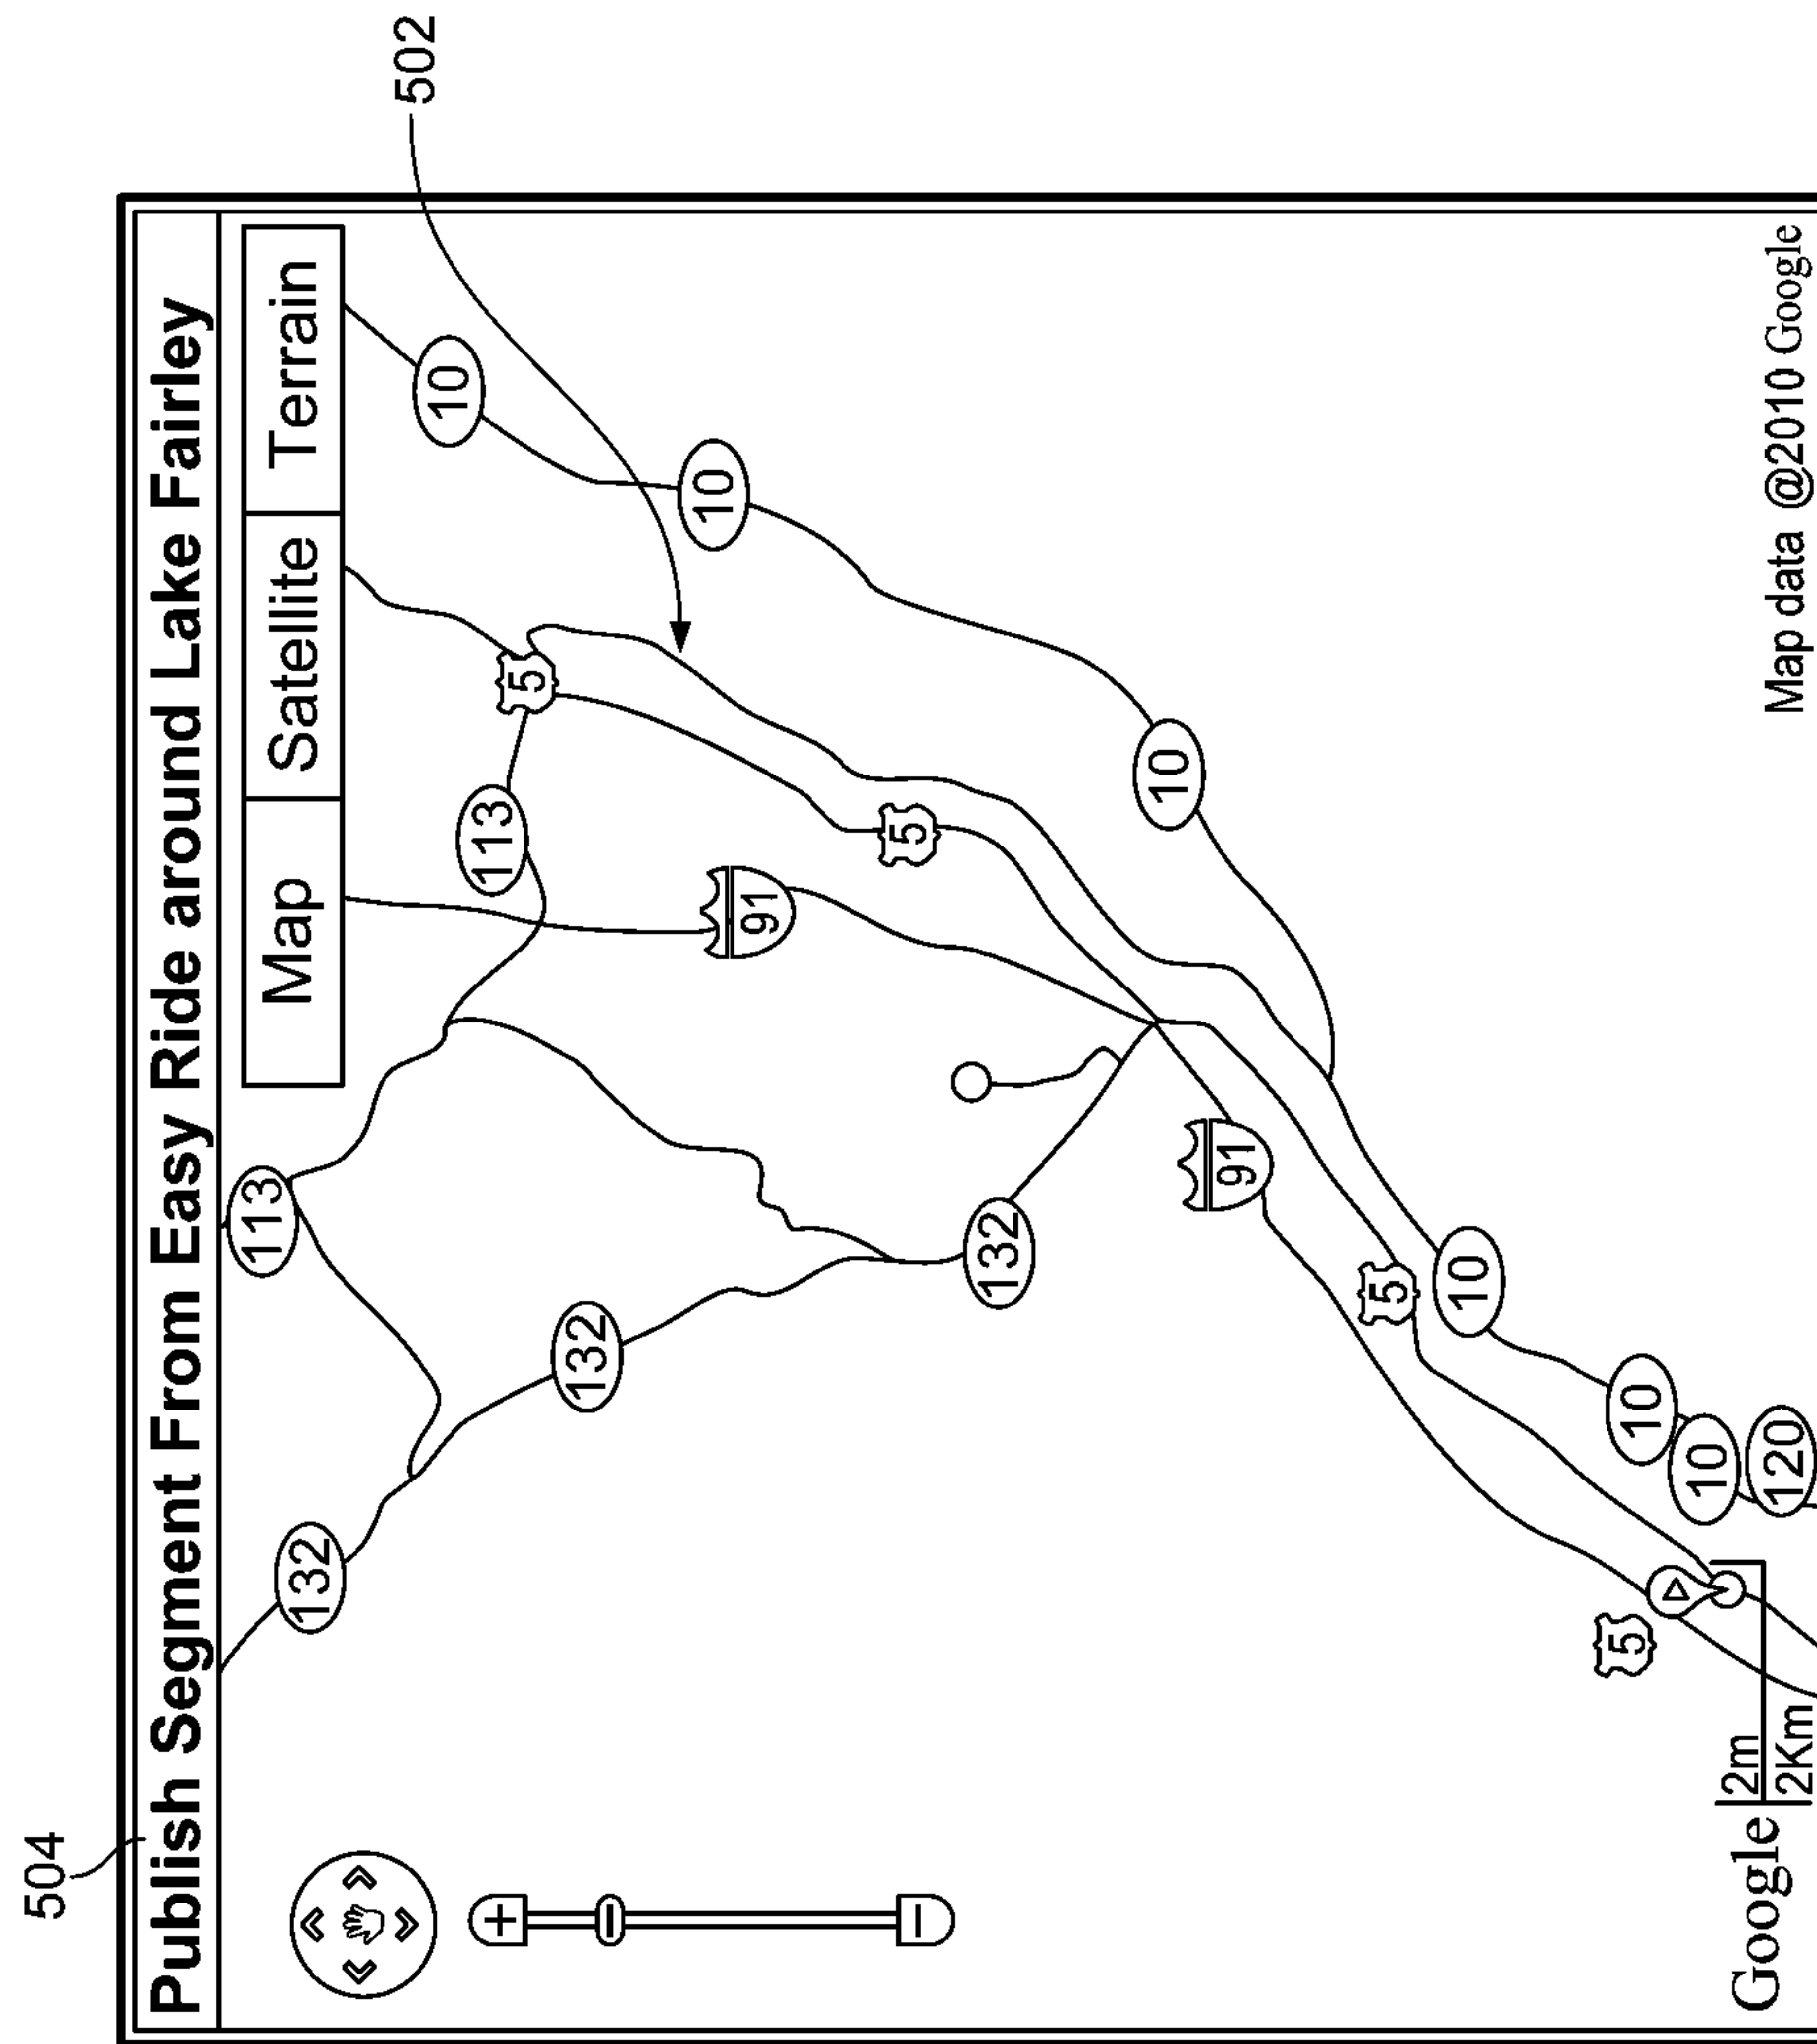 504
Publish Segment From Easy Ride around Lake Fairley
113
Map
Satellite
Terrain
132
502
10
113
5
132
10
91
5
132
10
91
5
10
5
10
10
120
Google
2m
2Km
Map data @2010 Google